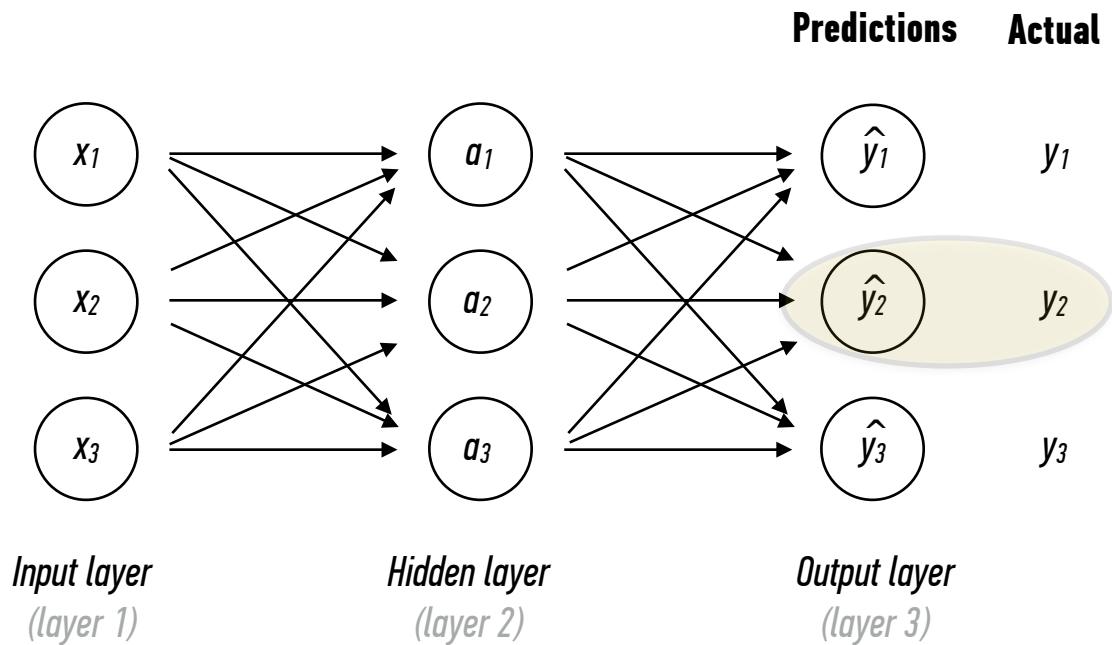 Predictions Actual
x1 a1 ŷ1 y1
x2 a2 ŷ2 y2
x3 a3 ŷ3 y3
Input layer Hidden layer Output layer
(layer 1) (layer 2) (layer 3)